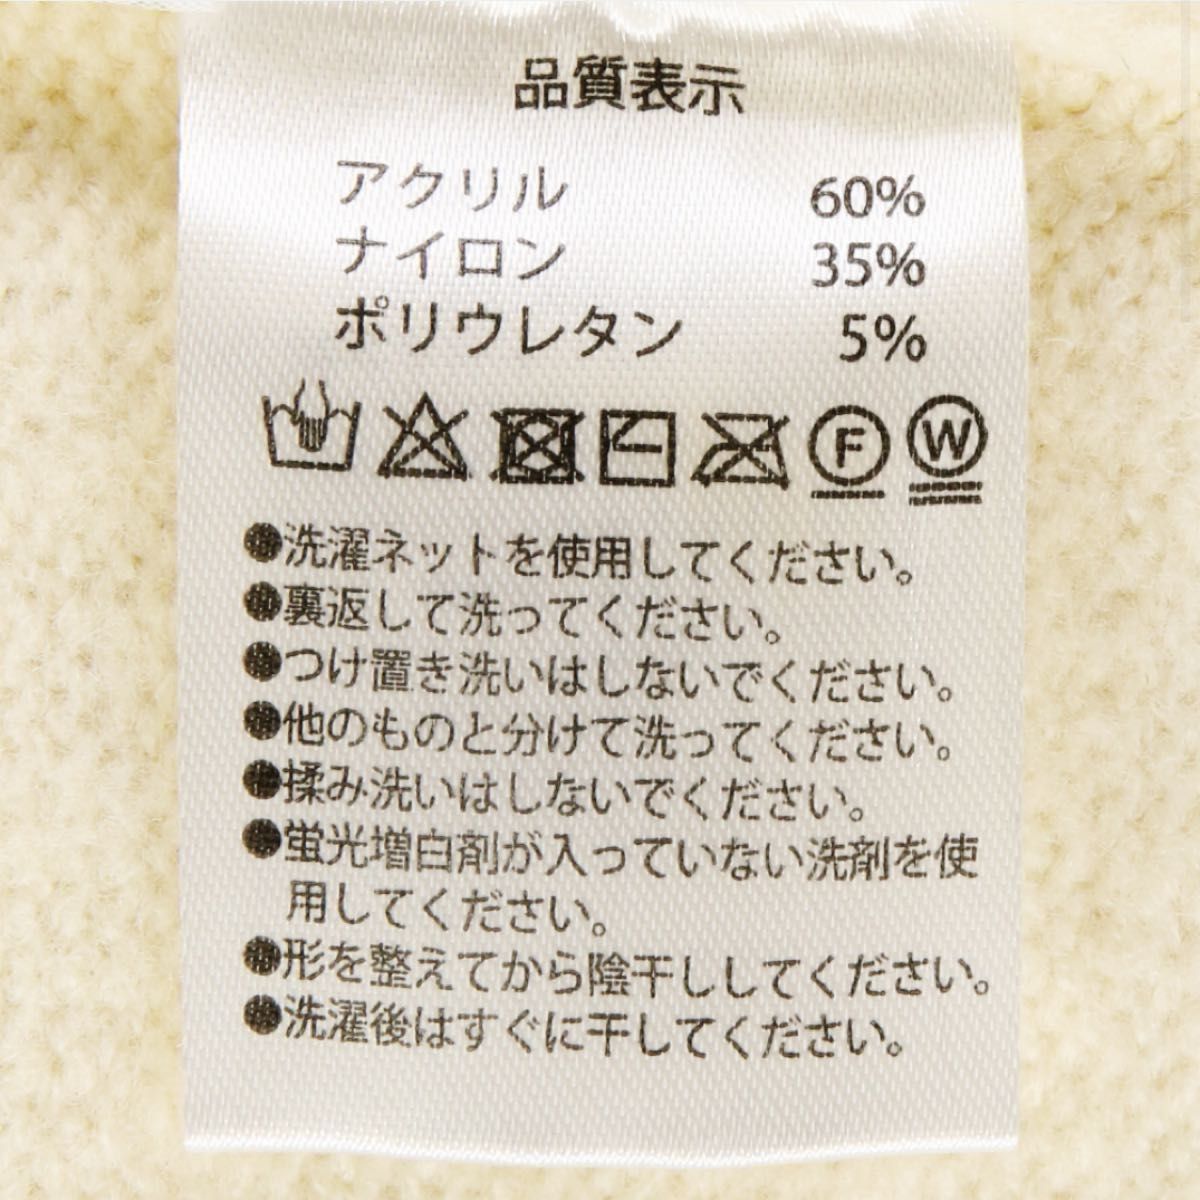 品質表示
アクリル 60%
ナイロン 35%
ポリウレタン 5%
F W
●洗濯ネットを使用してください。
●裏返して洗ってください。
●つけ置き洗いはしないでください。
●他のものと分けて洗ってください。
●揉み洗いはしないでください。
●蛍光増白剤が入っていない洗剤を使
用してください。
●形を整えてから陰干ししてください。
●洗濯後はすぐに干してください。